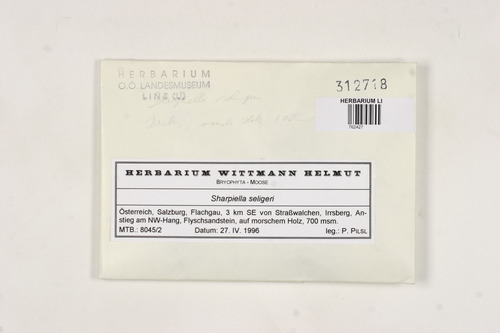 HERBARIUM
O.Ö. LANDESMUSEUM
LINZ (LI)
312718
HERBARIUM LI
762427
HERBARIUM WITTMANN HELMUT
BRYOPHYTA - MOOSE
Sharpiella seligeri
Österreich, Salzburg, Flachgau, 3 km SE von Straßwalchen, Irrsberg, An-
stieg am NW-Hang, Flyschsandstein, auf morschem Holz, 700 msm.
MTB.: 8045/2 Datum: 27. IV. 1996 leg.: P. PILSL